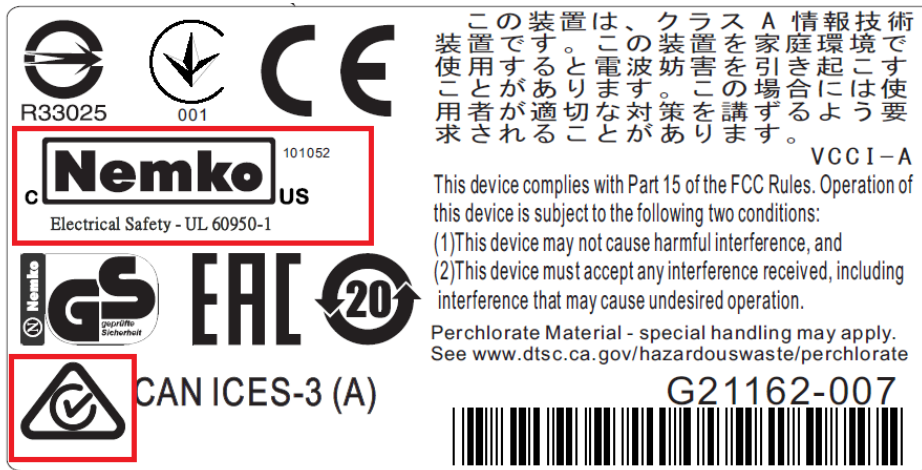 R33025
001
CE
C Nemko US
101052
Electrical Safety - UL 60950-1
Nemko
GS
geprüfte
Sicherheit
EAC
20
CAN ICES-3 (A)
この装置は、クラス A 情報技術
装置です。この装置を家庭環境で
使用すると電波妨害を引き起こす
ことがあります。この場合には使
用者が適切な対策を講ずるよう要
求されることがあります。
VCCI-A
This device complies with Part 15 of the FCC Rules. Operation of
this device is subject to the following two conditions:
(1)This device may not cause harmful interference, and
(2)This device must accept any interference received, including
interference that may cause undesired operation.
Perchlorate Material - special handling may apply.
See www.dtsc.ca.gov/hazardouswaste/perchlorate
G21162-007